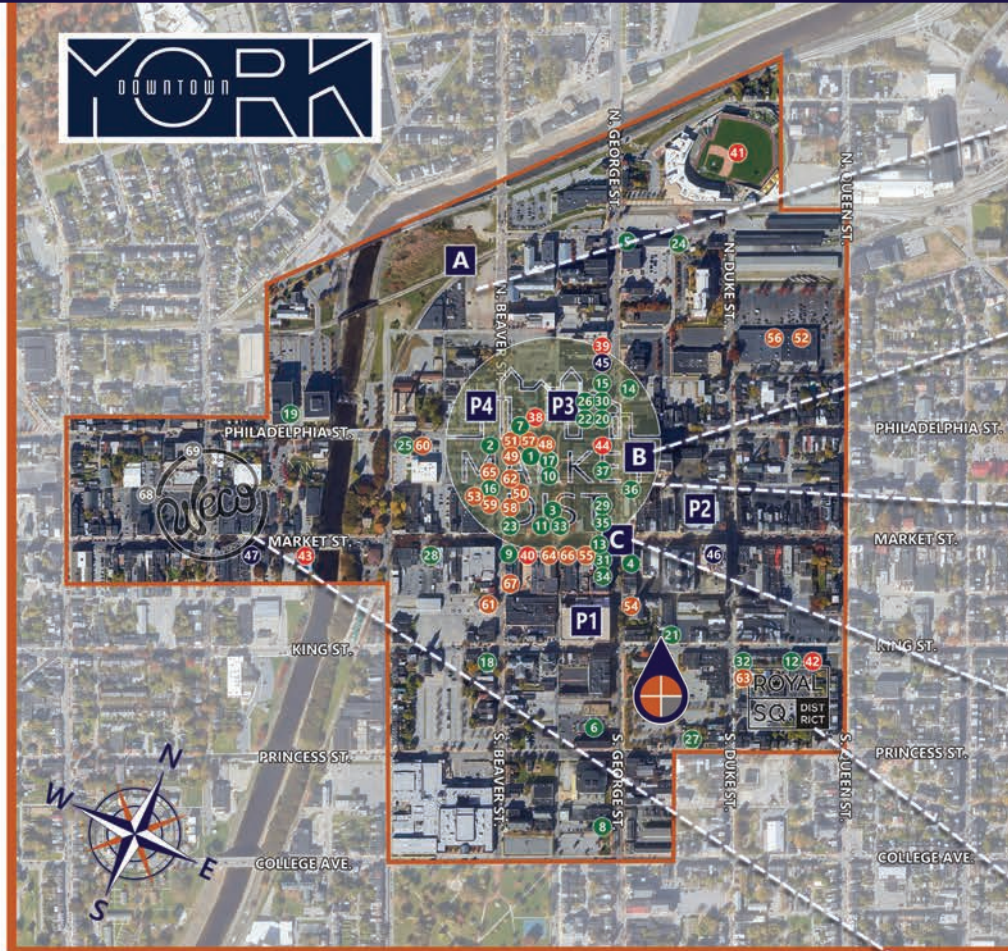 YORK
DOWNTOWN
N. GEORGE ST.
41
N. QUEEN ST.
5
24
A
N. DUKE ST.
N. BEAVER ST.
56 52
39
45
15
14
26 30
P4
P3
38
22 20
19
7
PHILADELPHIA ST.
PHILADELPHIA ST.
69
25 60
2
51 57 48
44
49 1
17
B
65
37
62
10
68
Weco
16
50
36
53
59
58
3
29
P2
DIST
23
11 33
35
MARKET ST.
MARKET ST.
13
C
47
43
28
9
40 64 66 55
31
4
46
34
67
61
54
P1
21
KING ST.
KING ST.
18
32
12 42
63
ROYAL
SQ. DIST
RICT
6
27
PRINCESS ST.
PRINCESS ST.
S. BEAVER ST.
S. GEORGE ST.
S. DUKE ST.
S. QUEEN ST.
N
W
E
S
8
COLLEGE AVE.
COLLEGE AVE.